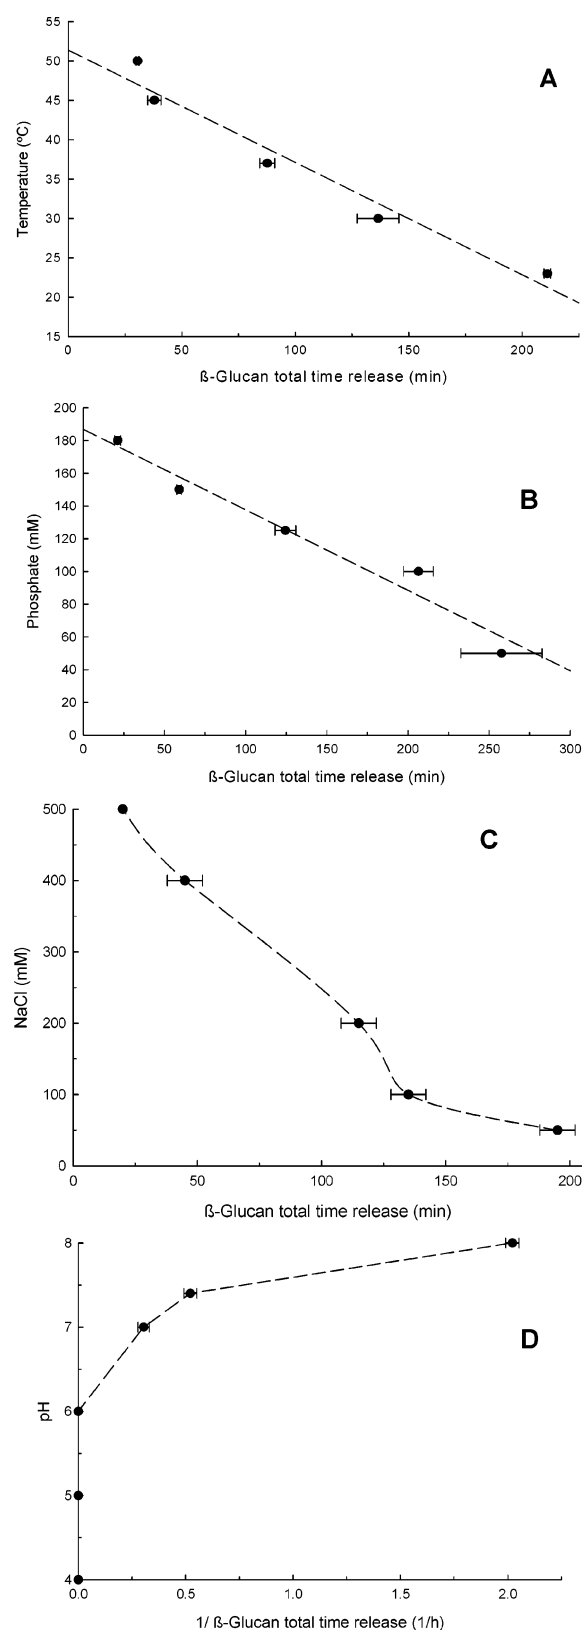 55
50
45
40
35
30
25
20
15
Temperature (ºC)
A
0 50 100 150 200
ß-Glucan total time release (min)
200
180
160
140
120
100
80
60
40
20
0
Phosphate (mM)
B
0 50 100 150 200 250 300
ß-Glucan total time release (min)
500
400
300
200
100
0
NaCl (mM)
C
0 50 100 150 200
ß-Glucan total time release (min)
8
7
6
5
4
pH
D
0.0 0.5 1.0 1.5 2.0
1/ ß-Glucan total time release (1/h)